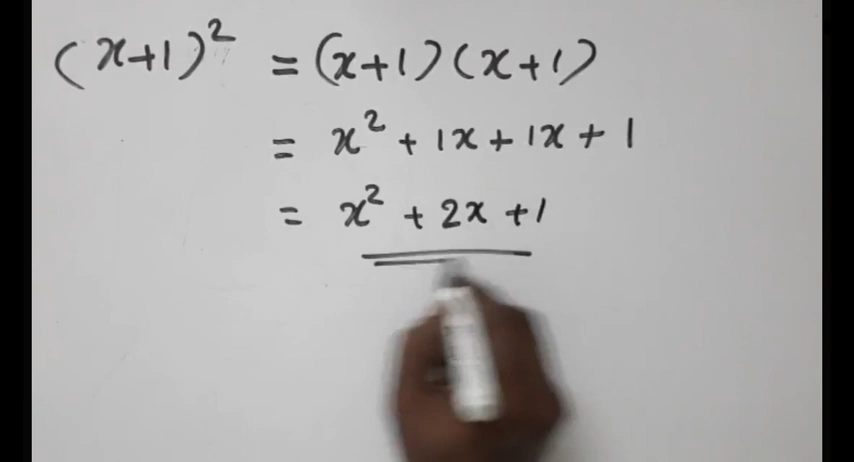 (x+1)² = (x+1)(x+1)
= x² + 1x + 1x + 1
= x² + 2x + 1